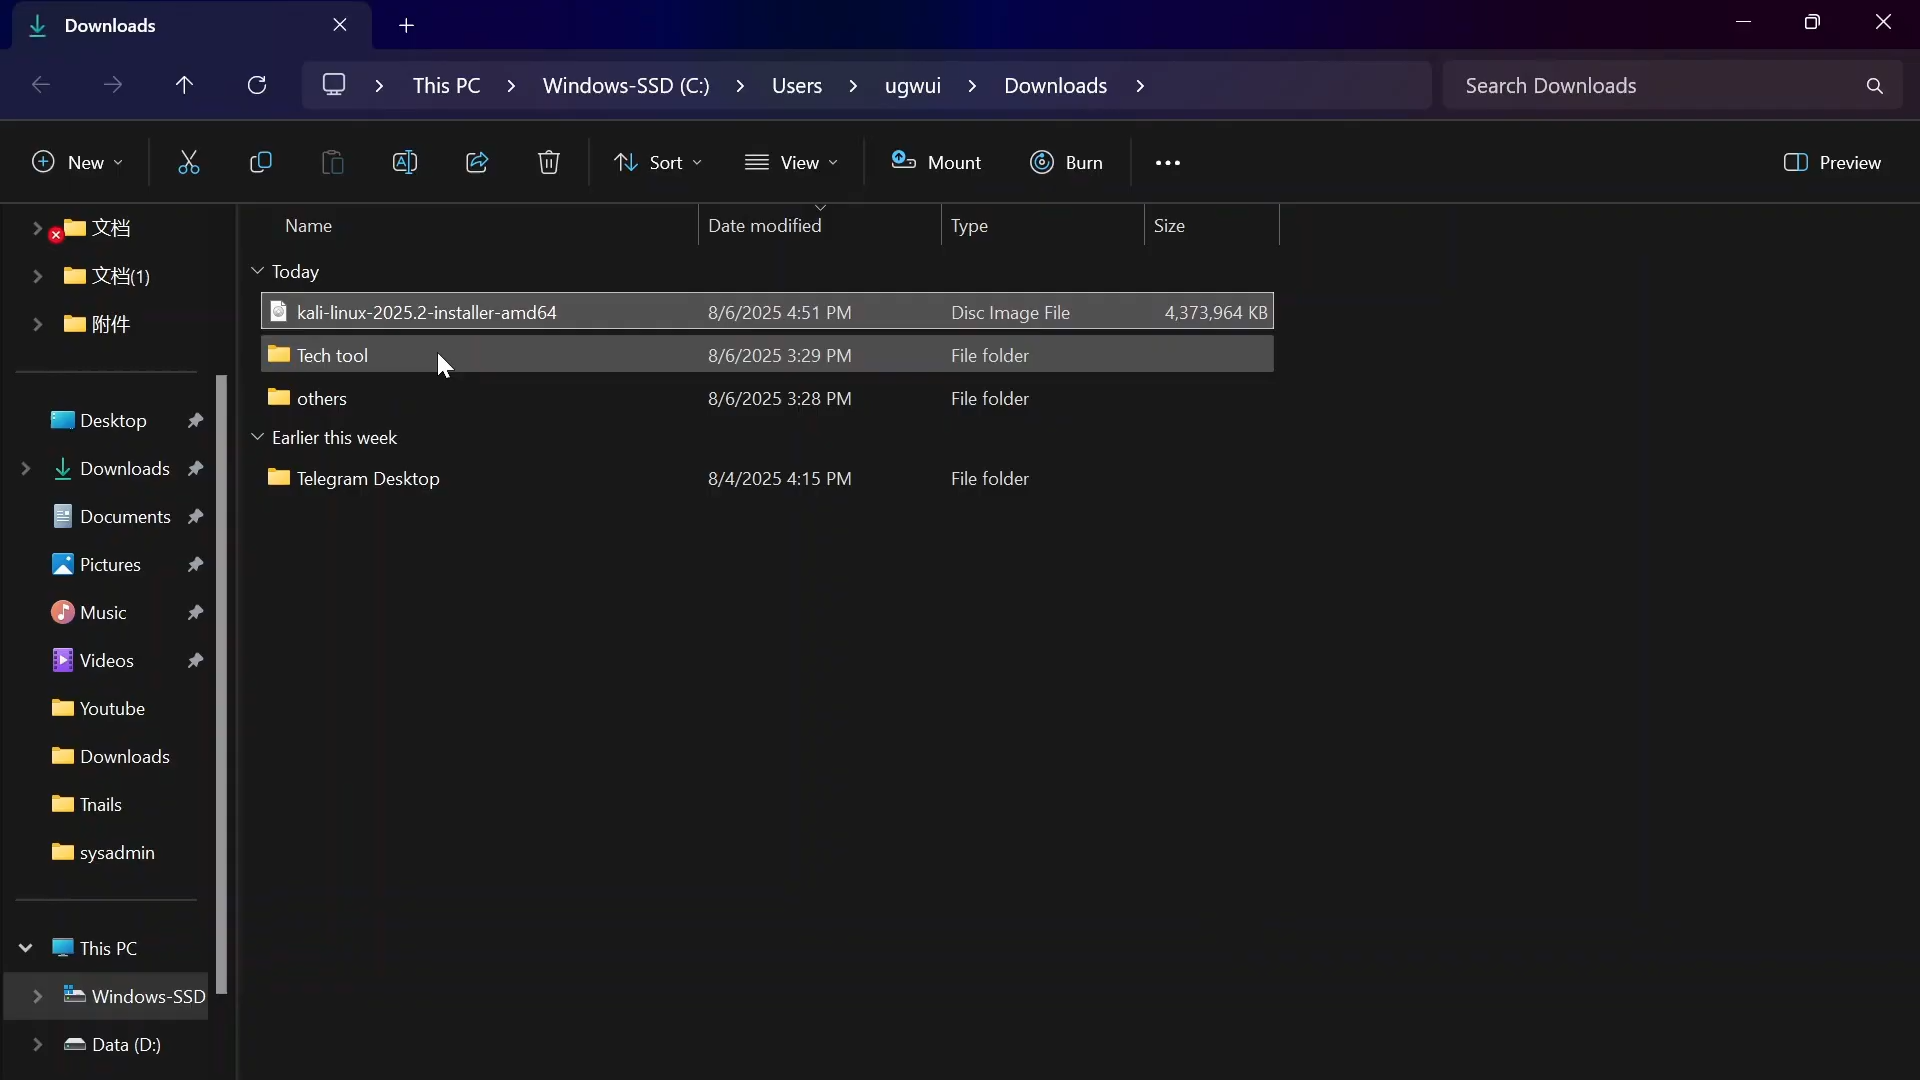 Downloads
This PC > Windows-SSD (C:) > Users > ugwui > Downloads >
Search Downloads
New
Sort
View
Mount
Burn
Preview
文档
文档(1)
附件
Desktop
Downloads
Documents
Pictures
Music
Videos
Youtube
Downloads
Tnails
sysadmin
This PC
Windows-SSD
Data (D:)
Name Date modified Type Size
Today
kali-linux-2025.2-installer-amd64 8/6/2025 4:51 PM Disc Image File 4,373,964 KB
Tech tool 8/6/2025 3:29 PM File folder
others 8/6/2025 3:28 PM File folder
Earlier this week
Telegram Desktop 8/4/2025 4:15 PM File folder